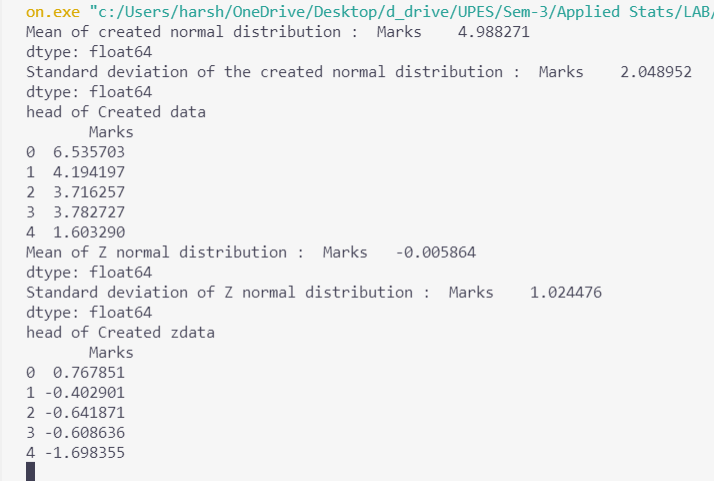 on.exe "c:/Users/harsh/OneDrive/Desktop/d_drive/UPES/Sem-3/Applied Stats/LAB/
Mean of created normal distribution :  Marks    4.988271
dtype: float64
Standard deviation of the created normal distribution :  Marks    2.048952
dtype: float64
head of Created data
      Marks
0  6.535703
1  4.194197
2  3.716257
3  3.782727
4  1.603290
Mean of Z normal distribution :  Marks   -0.005864
dtype: float64
Standard deviation of Z normal distribution :  Marks    1.024476
dtype: float64
head of Created zdata
      Marks
0  0.767851
1 -0.402901
2 -0.641871
3 -0.608636
4 -1.698355